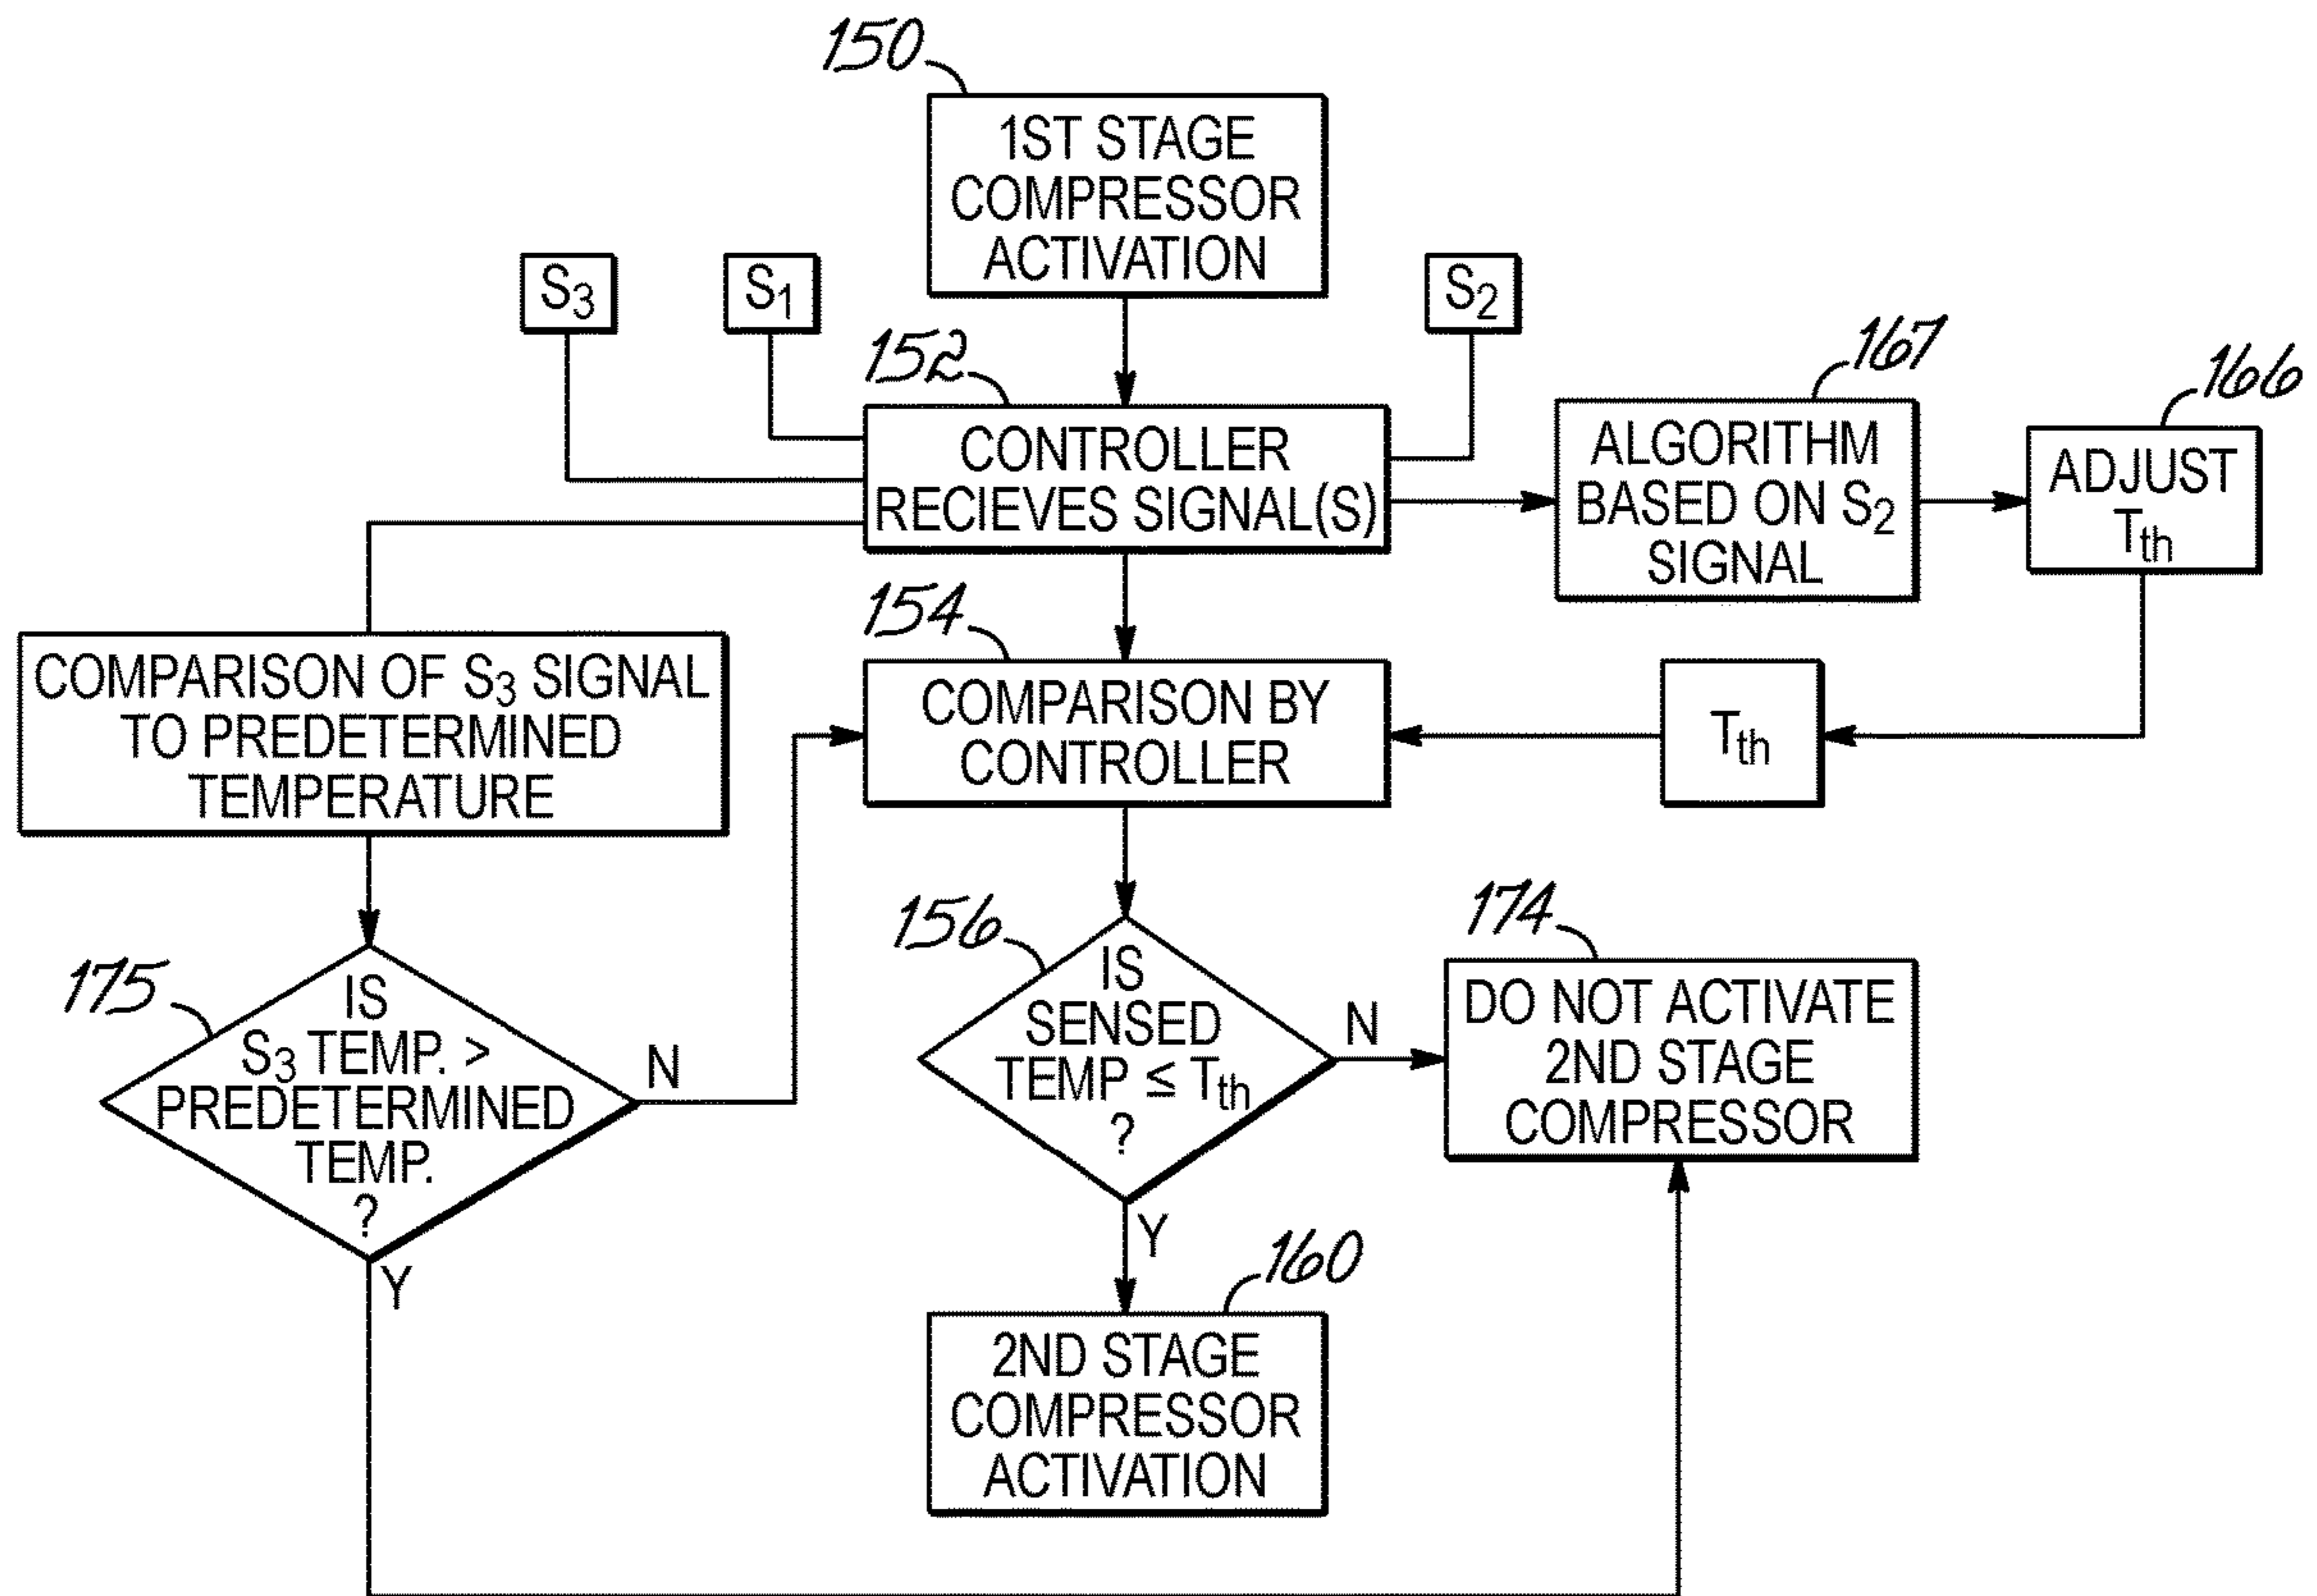 150
1ST STAGE
COMPRESSOR
ACTIVATION
S3
S1
S2
152
CONTROLLER
RECIEVES SIGNAL(S)
167
ALGORITHM
BASED ON S2
SIGNAL
166
ADJUST
Tth
COMPARISON OF S3 SIGNAL
TO PREDETERMINED
TEMPERATURE
154
COMPARISON BY
CONTROLLER
Tth
175
IS
S3 TEMP. >
PREDETERMINED
TEMP.
?
N
Y
156
IS
SENSED
TEMP ≤ Tth
?
N
Y
174
DO NOT ACTIVATE
2ND STAGE
COMPRESSOR
160
2ND STAGE
COMPRESSOR
ACTIVATION